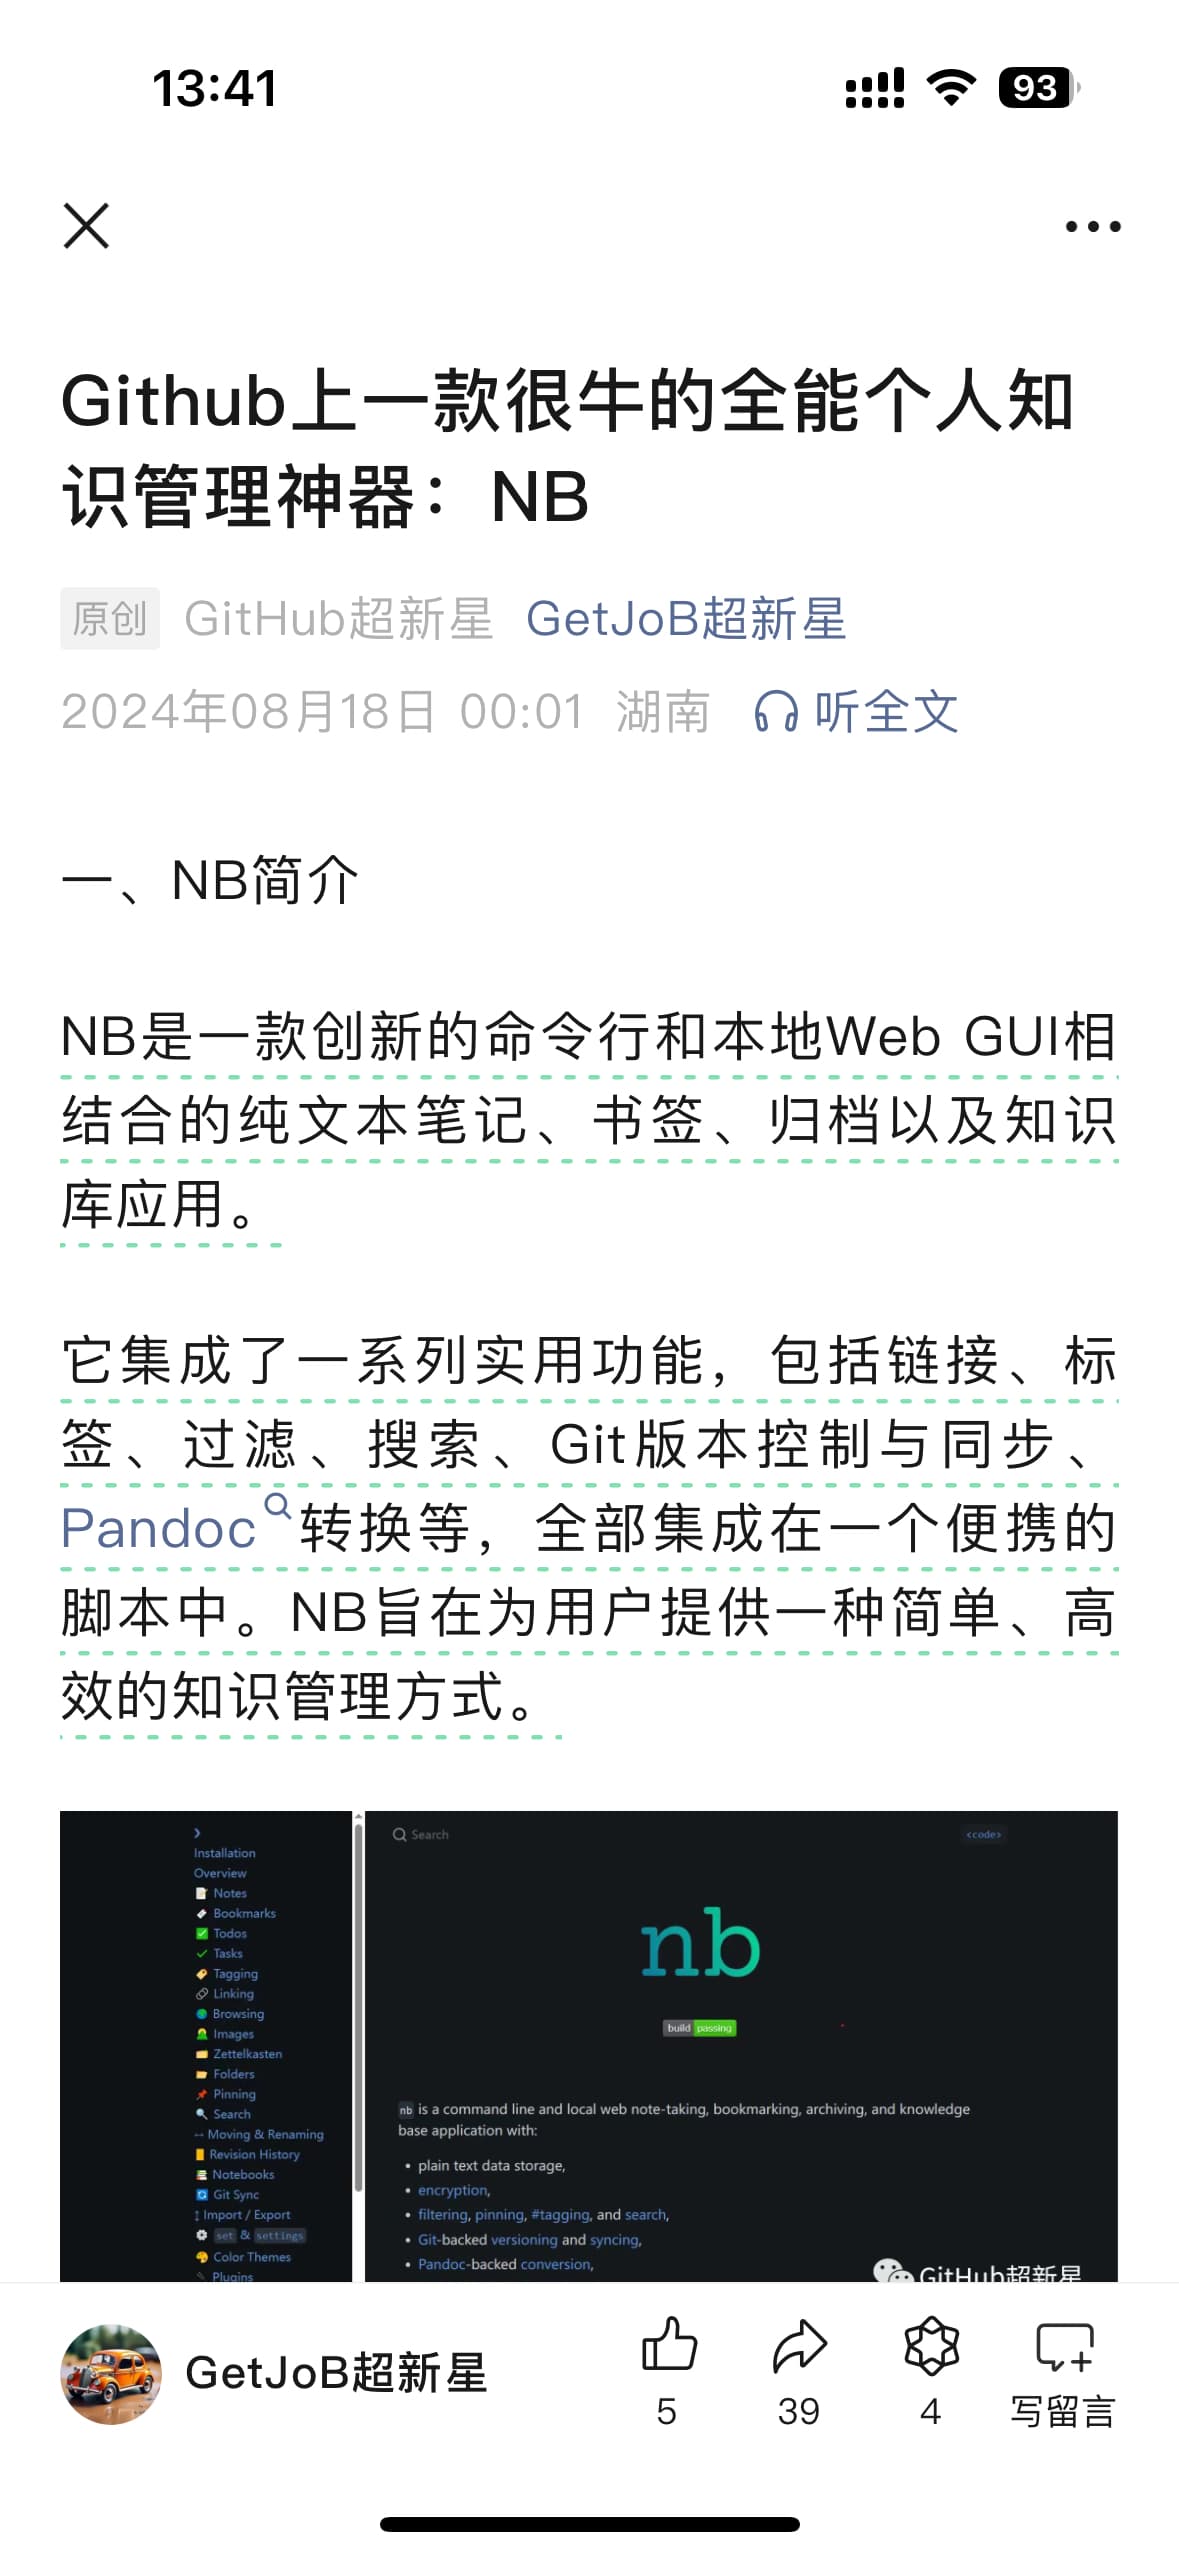 13:41
93
Github上一款很牛的全能个人知
识管理神器：NB
原创 GitHub超新星 GetJoB超新星
2024年08月18日 00:01 湖南 听全文
一、NB简介
NB是一款创新的命令行和本地Web GUI相
结合的纯文本笔记、书签、归档以及知识
库应用。
它集成了一系列实用功能，包括链接、标
签、过滤、搜索、Git版本控制与同步、
Pandoc转换等，全部集成在一个便携的
脚本中。NB旨在为用户提供一种简单、高
效的知识管理方式。
Installation
Overview
Notes
Bookmarks
Todos
Tasks
Tagging
Linking
Browsing
Images
Zettelkasten
Folders
Pinning
Search
Moving & Renaming
Revision History
Notebooks
Git Sync
Import / Export
set & settings
Color Themes
Plugins
Search
<code>
nb
build passing
nb is a command line and local web note-taking, bookmarking, archiving, and knowledge
base application with:
• plain text data storage,
• encryption,
• filtering, pinning, #tagging, and search,
• Git-backed versioning and syncing,
• Pandoc-backed conversion,
GitHub超新星
GetJoB超新星
5
39
4
写留言